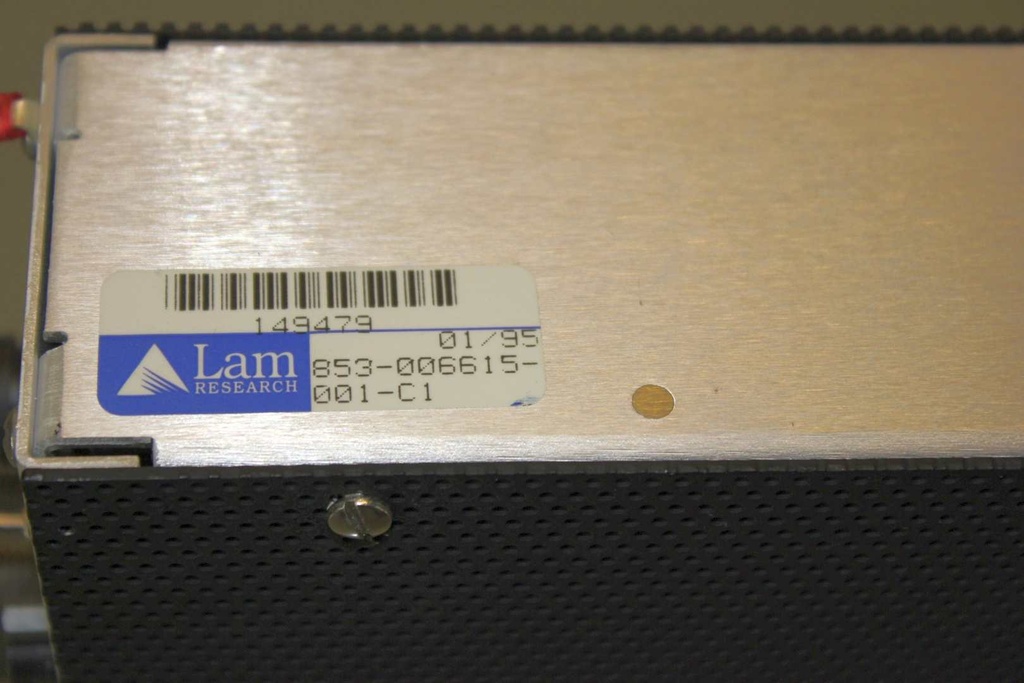 149479
01/95
Lam
RESEARCH
853-006615-
001-C1